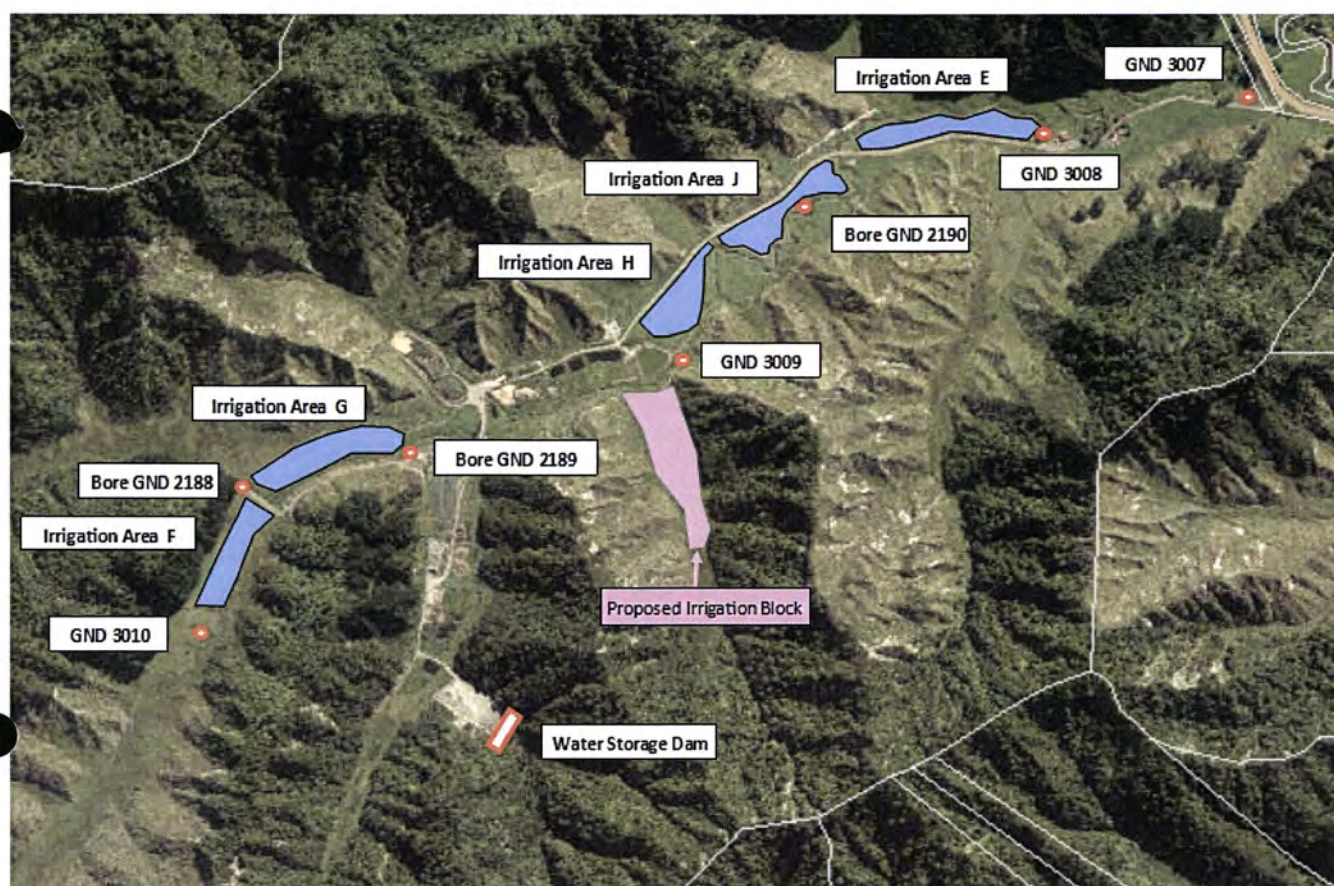 GND 3007
Irrigation Area E
GND 3008
Irrigation Area J
Bore GND 2190
Irrigation Area H
GND 3009
Irrigation Area G
Bore GND 2189
Bore GND 2188
Irrigation Area F
Proposed Irrigation Block
GND 3010
Water Storage Dam